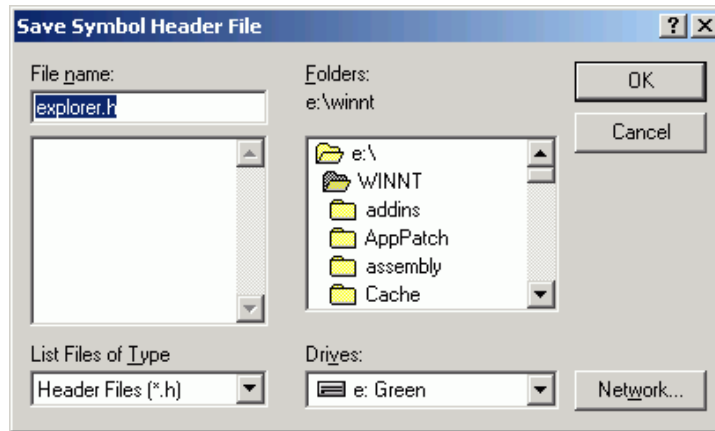 Save Symbol Header File
File name:
explorer.h
Folders:
e:\winnt
OK
Cancel
e:\
WINNT
addins
AppPatch
assembly
Cache
List Files of Type
Header Files (*.h)
Drives:
e: Green
Network...